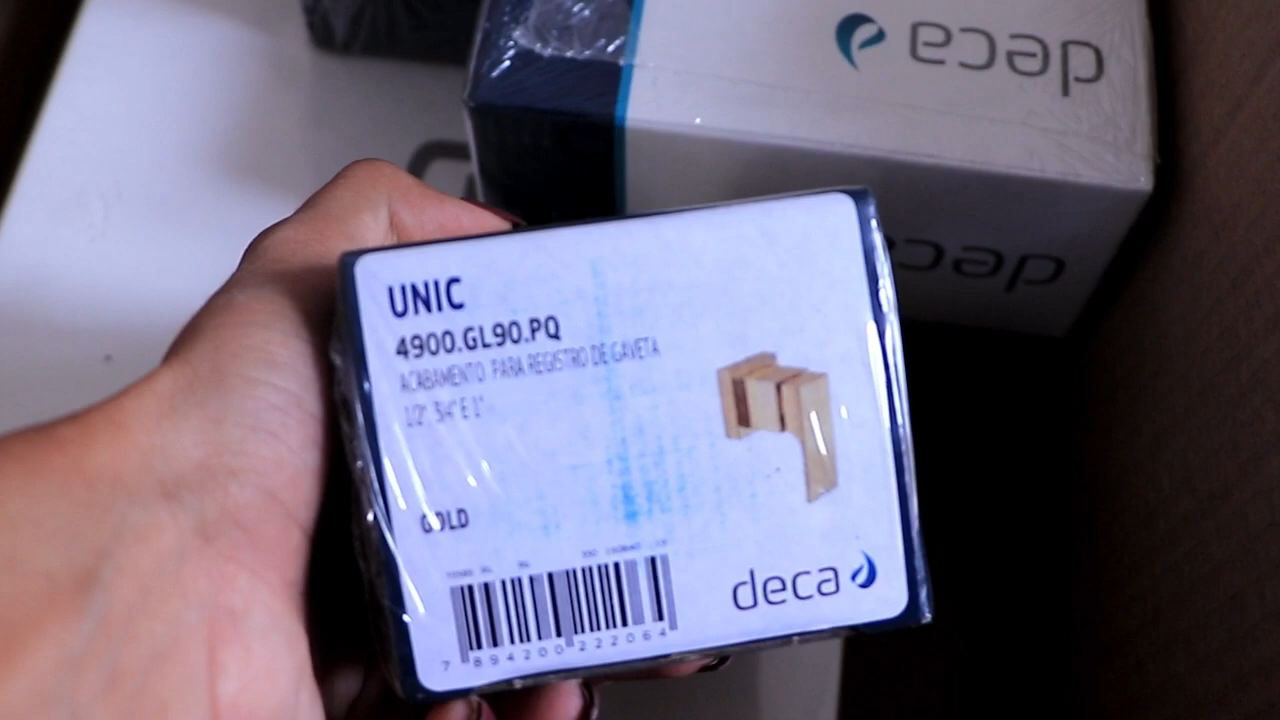 deca
deca
UNIC
4900.GL90.PQ
ACABAMENTO PARA REGISTRO DE GAVETA
1/2" 3/4" E 1"
GOLD
7 894200 222064
deca